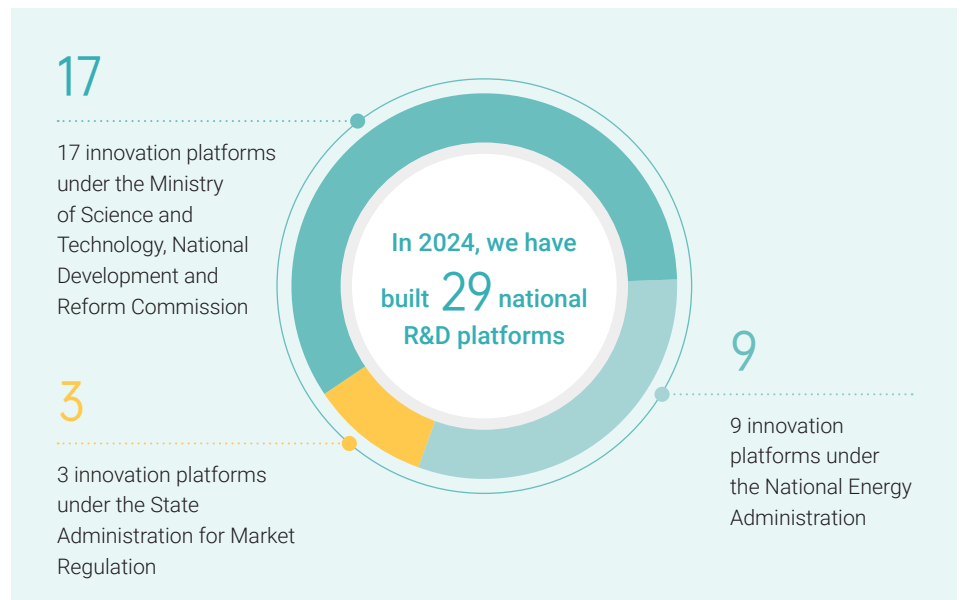 17
17 innovation platforms
under the Ministry
of Science and
Technology, National
Development and
Reform Commission
In 2024, we have
built 29 national
R&D platforms
3
3 innovation platforms
under the State
Administration for Market
Regulation
9
9 innovation
platforms under
the National Energy
Administration